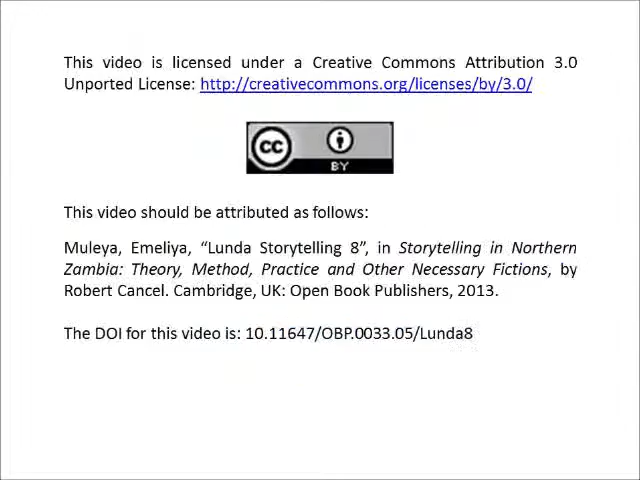 This video is licensed under a Creative Commons Attribution 3.0
Unported License: http://creativecommons.org/licenses/by/3.0/
cc
BY
This video should be attributed as follows:
Muleya, Emeliya, “Lunda Storytelling 8”, in Storytelling in Northern
Zambia: Theory, Method, Practice and Other Necessary Fictions, by
Robert Cancel. Cambridge, UK: Open Book Publishers, 2013.
The DOI for this video is: 10.11647/OBP.0033.05/Lunda8